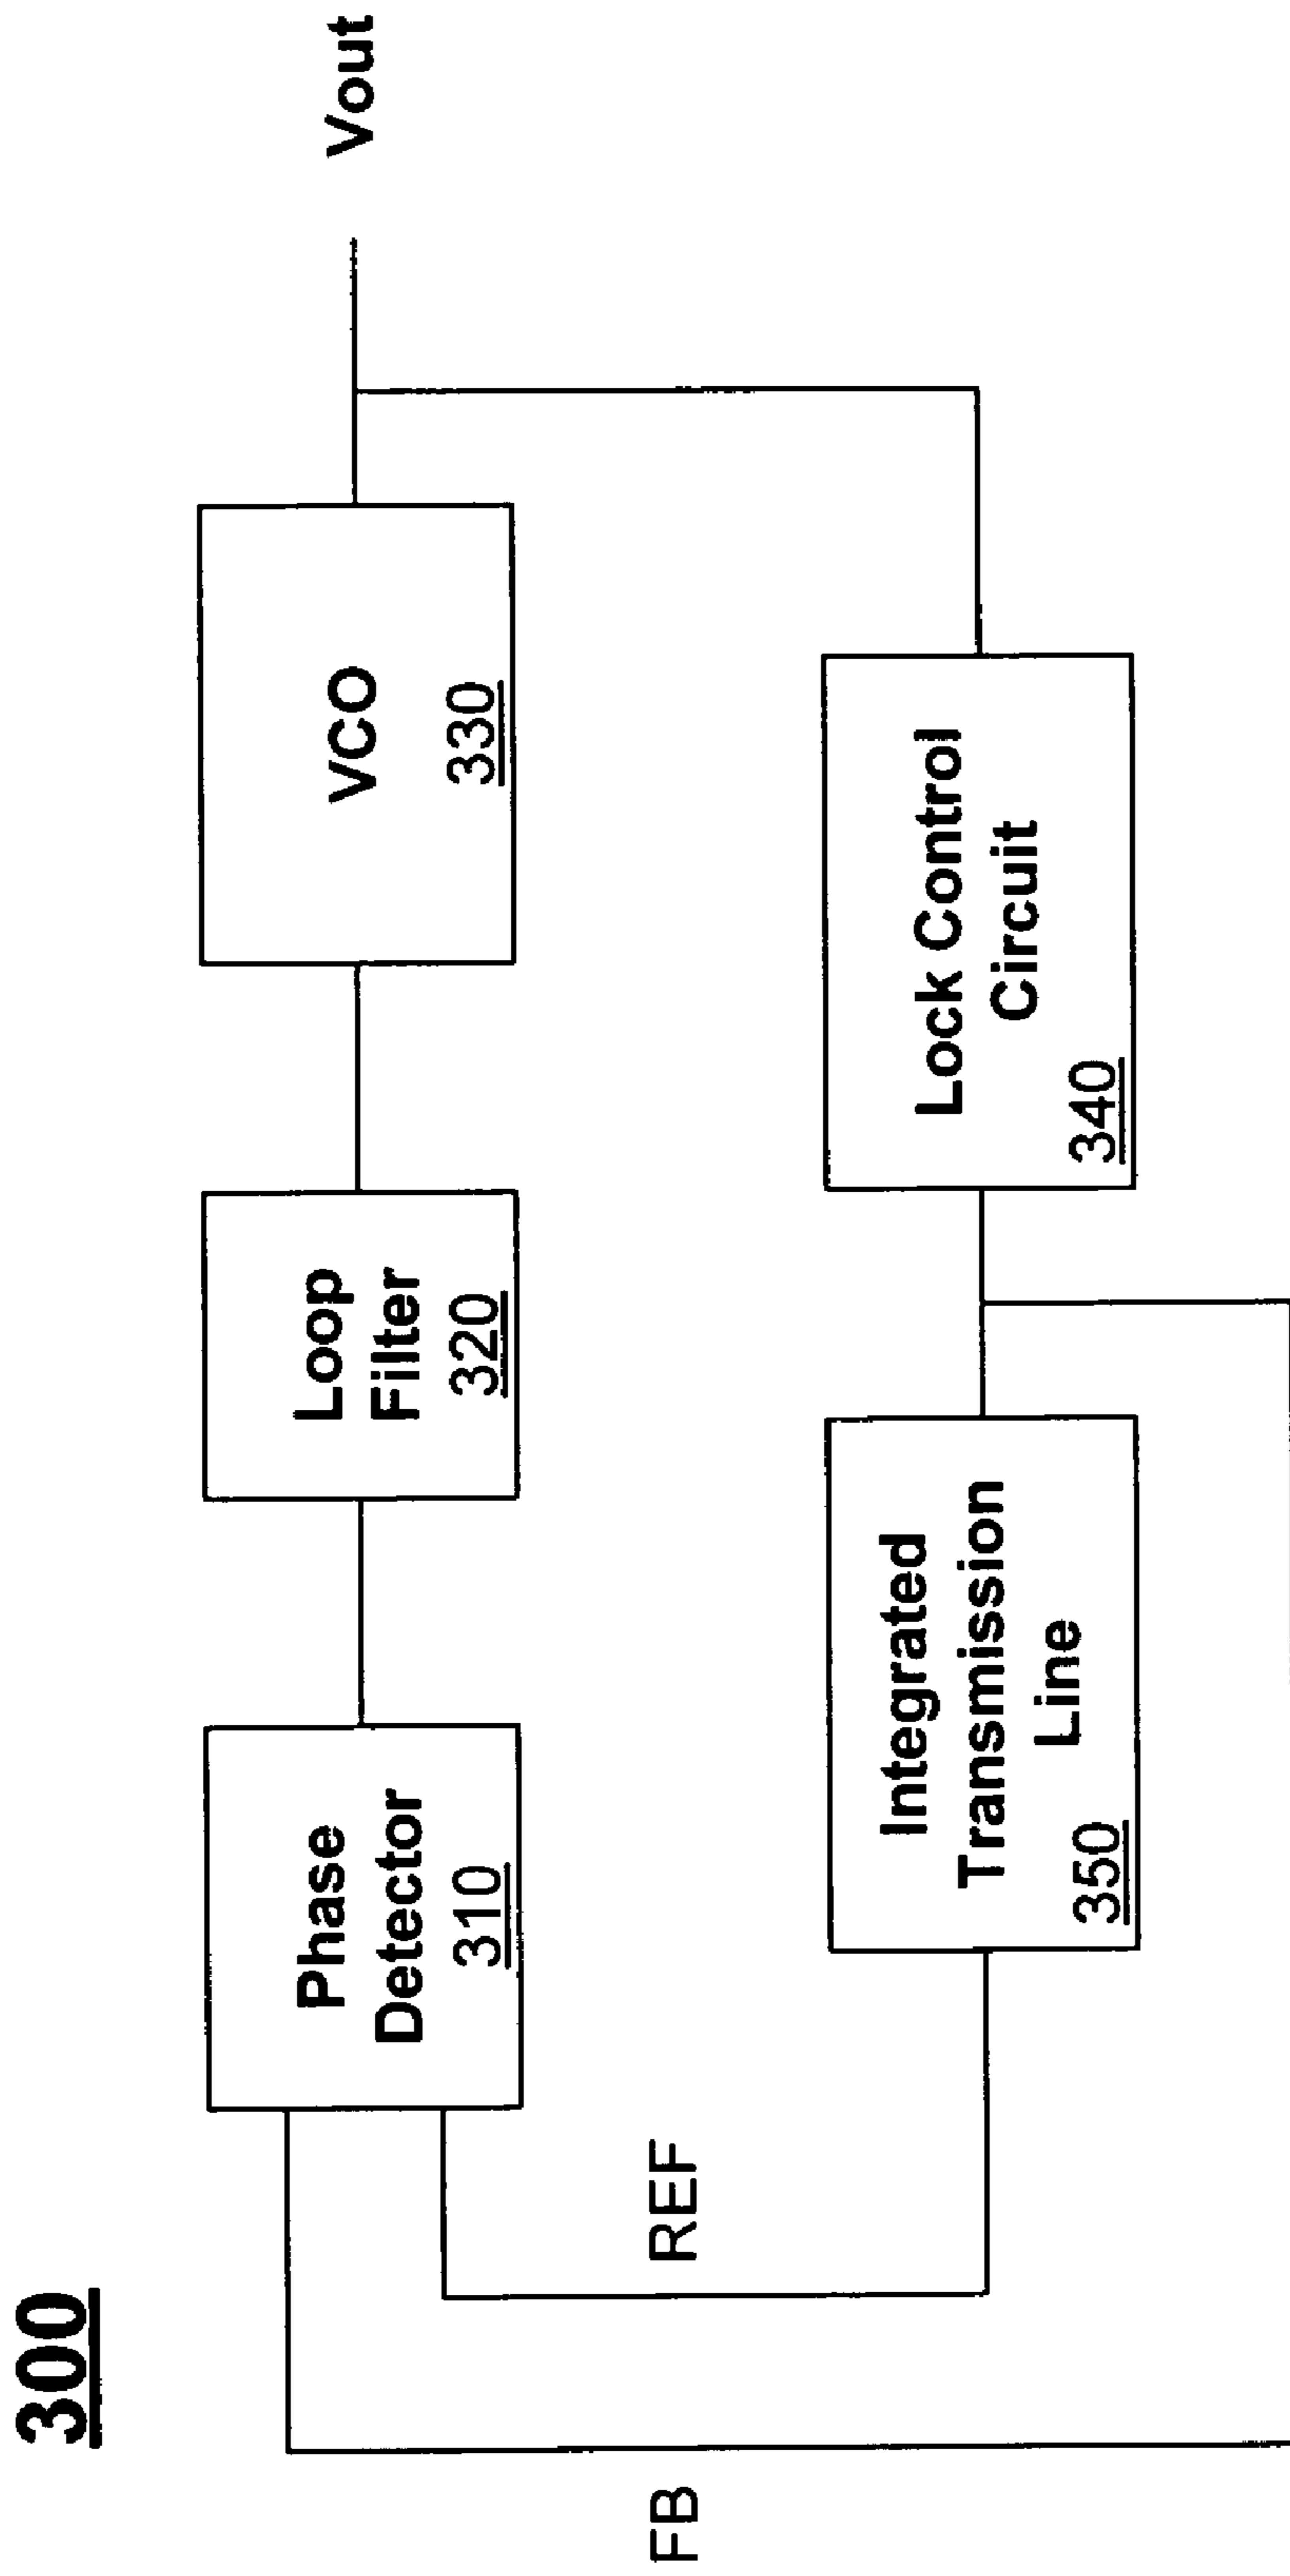 300
Phase
Detector
310
Loop
Filter
320
VCO
330
Vout
FB
REF
Integrated
Transmission
Line
350
Lock Control
Circuit
340